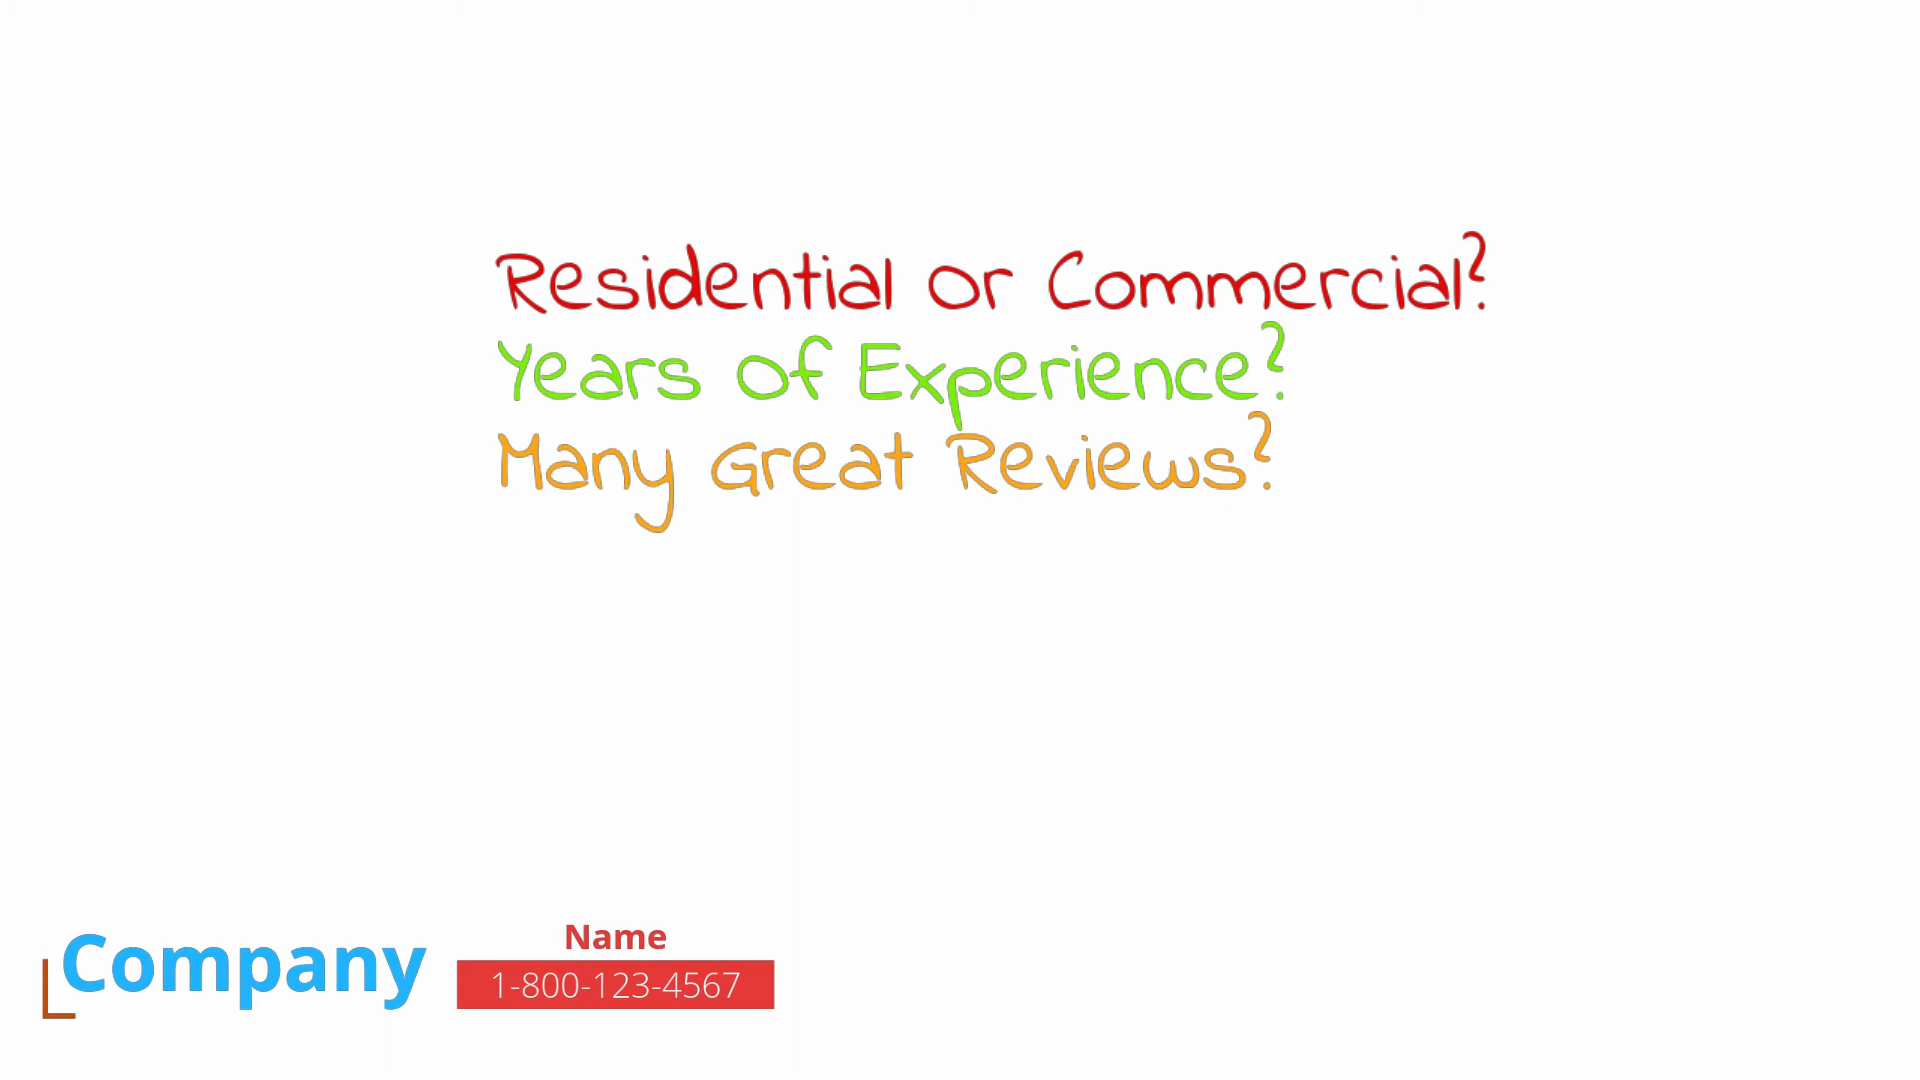 Residential or Commercial?
Years of Experience?
Many Great Reviews?
Company
Name
1-800-123-4567